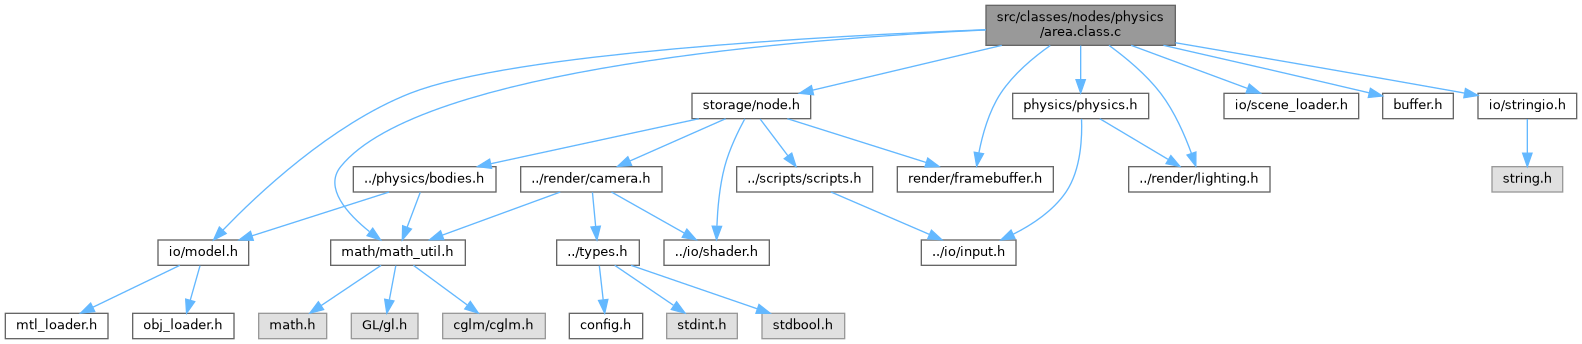 src/classes/nodes/physics
/area.class.c
storage/node.h
physics/physics.h
io/scene_loader.h
buffer.h
io/stringio.h
../physics/bodies.h
../render/camera.h
../scripts/scripts.h
render/framebuffer.h
../render/lighting.h
string.h
io/model.h
math/math_util.h
../types.h
../io/shader.h
../io/input.h
mtl_loader.h
obj_loader.h
math.h
GL/gl.h
cglm/cglm.h
config.h
stdint.h
stdbool.h